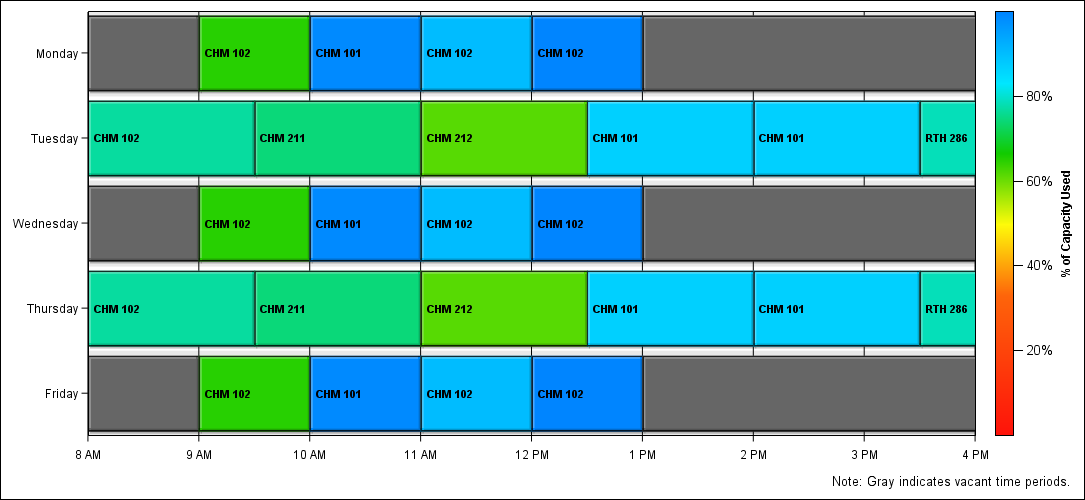 Monday
CHM 102
CHM 101
CHM 102
CHM 102
Tuesday
CHM 102
CHM 211
CHM 212
CHM 101
CHM 101
RTH 286
Wednesday
CHM 102
CHM 101
CHM 102
CHM 102
Thursday
CHM 102
CHM 211
CHM 212
CHM 101
CHM 101
RTH 286
Friday
CHM 102
CHM 101
CHM 102
CHM 102
8 AM
9 AM
10 AM
11 AM
12 PM
1 PM
2 PM
3 PM
4 PM
80%
60%
40%
20%
% of Capacity Used
Note: Gray indicates vacant time periods.